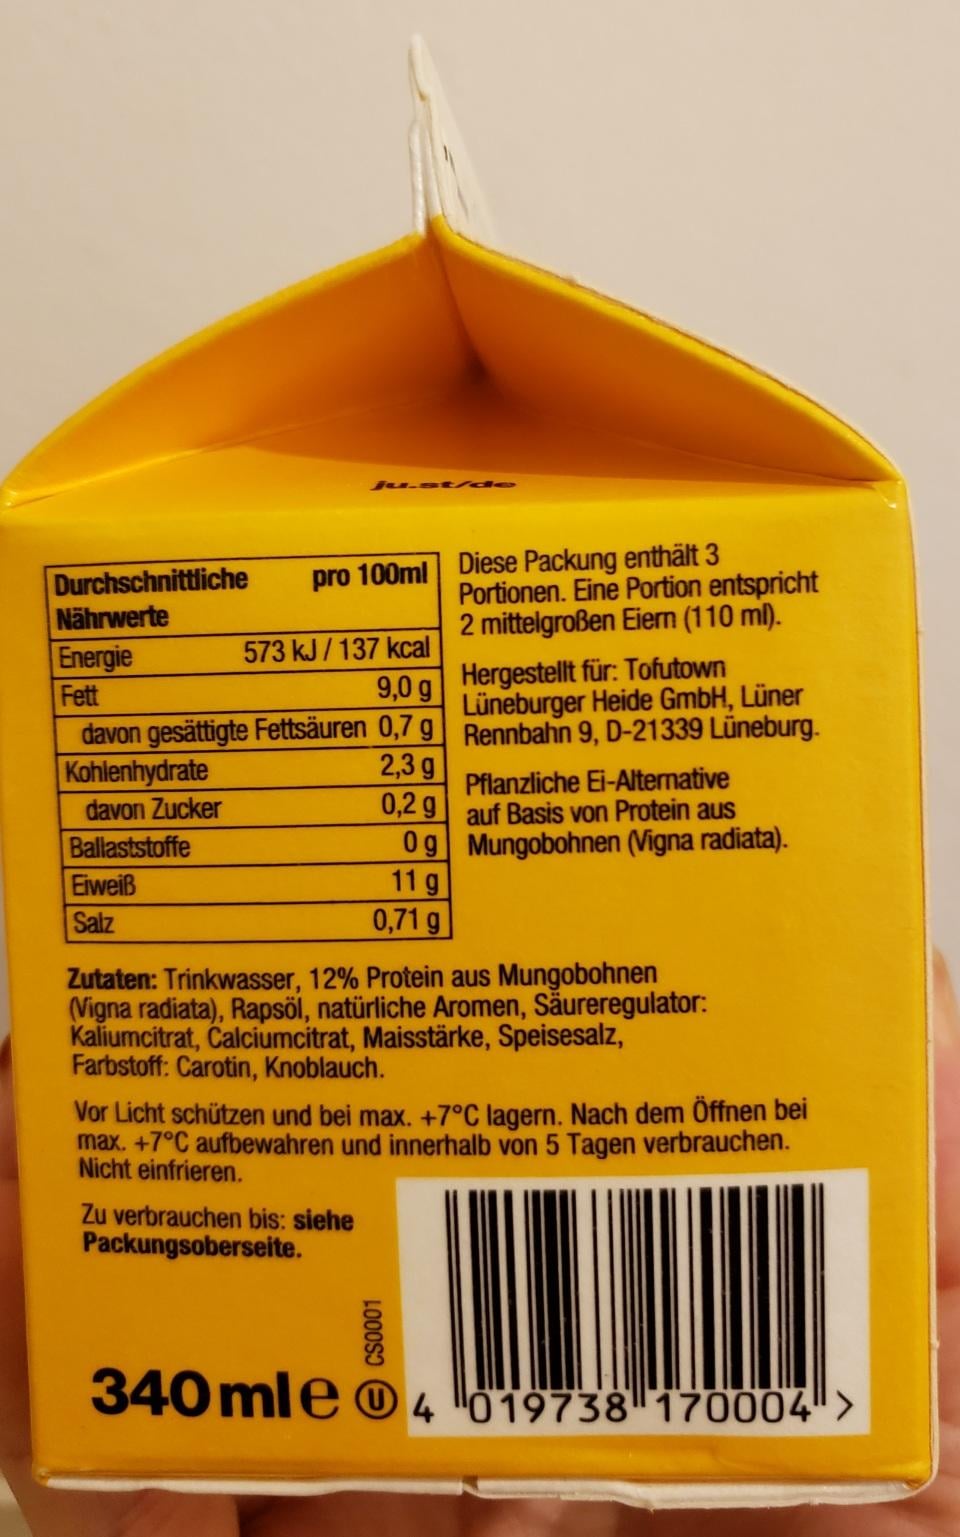 ju.st/de
Durchschnittliche pro 100ml
Nährwerte
Energie 573 kJ / 137 kcal
Fett 9,0 g
davon gesättigte Fettsäuren 0,7 g
Kohlenhydrate 2,3 g
davon Zucker 0,2 g
Ballaststoffe 0 g
Eiweiß 11 g
Salz 0,71 g
Diese Packung enthält 3
Portionen. Eine Portion entspricht
2 mittelgroßen Eiern (110 ml).
Hergestellt für: Tofutown
Lüneburger Heide GmbH, Lüner
Rennbahn 9, D-21339 Lüneburg.
Pflanzliche Ei-Alternative
auf Basis von Protein aus
Mungobohnen (Vigna radiata).
Zutaten: Trinkwasser, 12% Protein aus Mungobohnen
(Vigna radiata), Rapsöl, natürliche Aromen, Säureregulator:
Kaliumcitrat, Calciumcitrat, Maisstärke, Speisesalz,
Farbstoff: Carotin, Knoblauch.
Vor Licht schützen und bei max. +7°C lagern. Nach dem Öffnen bei
max. +7°C aufbewahren und innerhalb von 5 Tagen verbrauchen.
Nicht einfrieren.
Zu verbrauchen bis: siehe
Packungsoberseite.
CS0001
340 ml e U
4 019738 170004 >